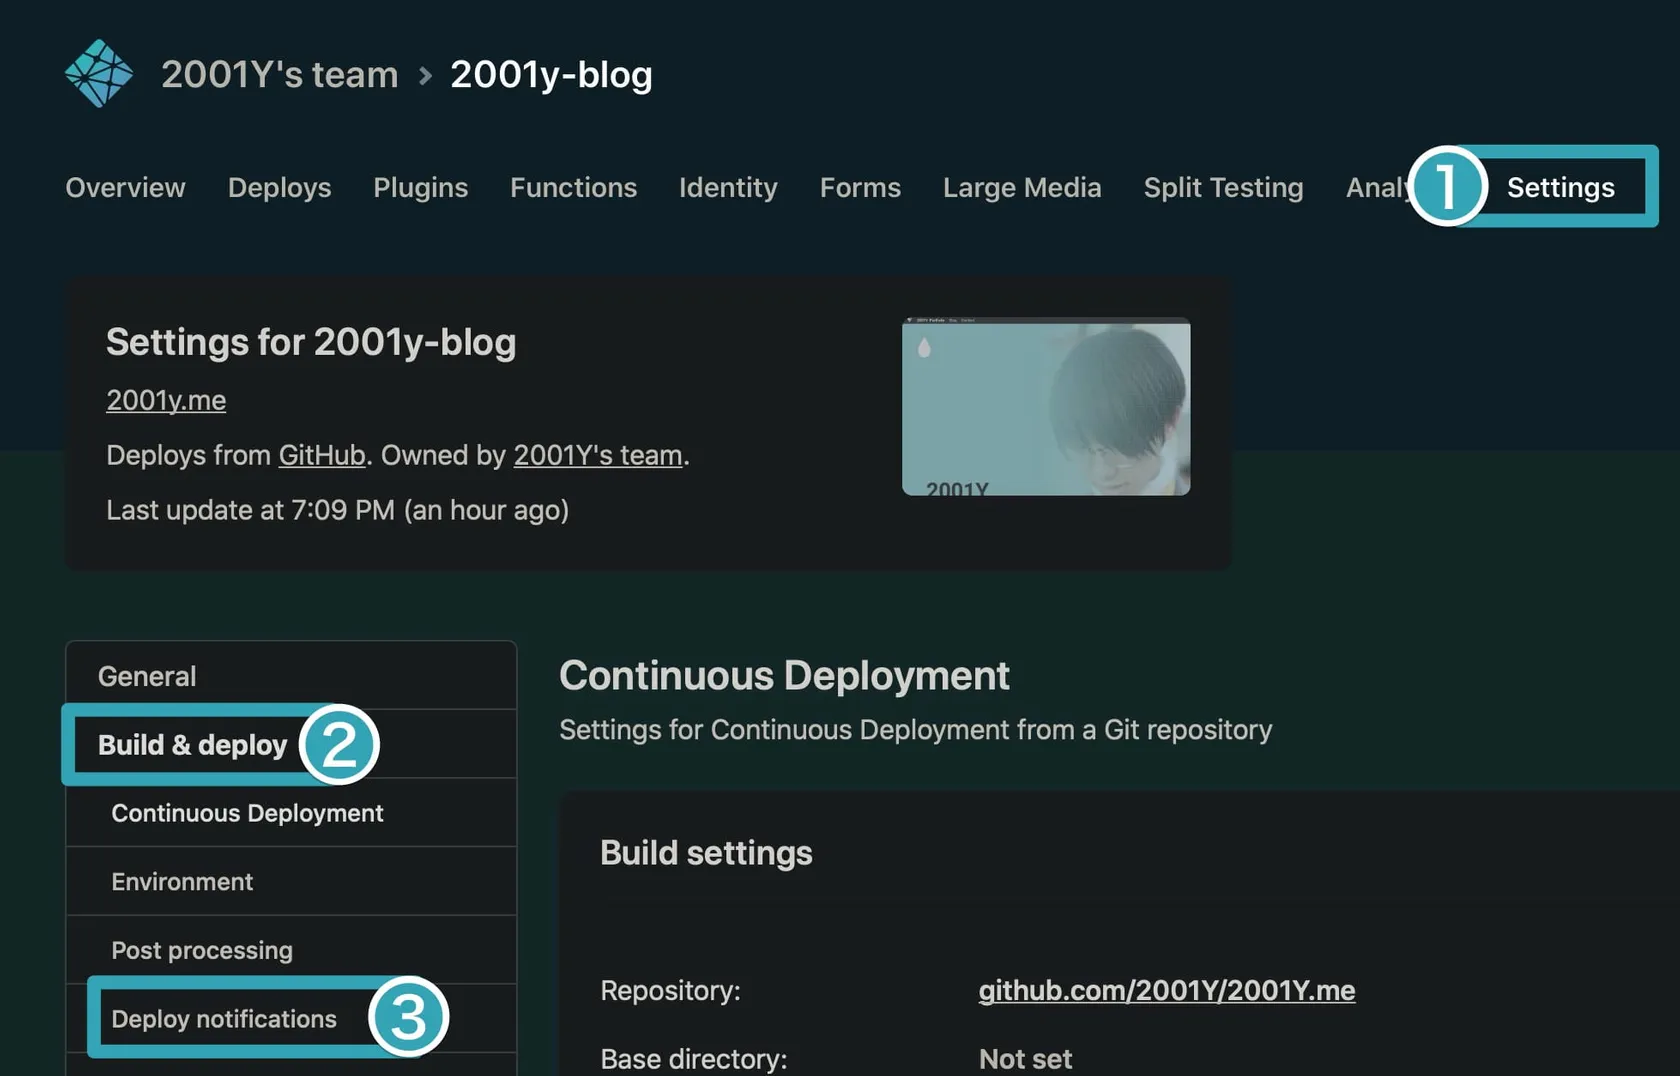 2001Y's team > 2001y-blog
Overview Deploys Plugins Functions Identity Forms Large Media Split Testing Analy 1 Settings
Settings for 2001y-blog
2001y.me
Deploys from GitHub. Owned by 2001Y's team.
Last update at 7:09 PM (an hour ago)
2001Y
General
Build & deploy 2
Continuous Deployment
Environment
Post processing
Deploy notifications 3
Continuous Deployment
Settings for Continuous Deployment from a Git repository
Build settings
Repository: github.com/2001Y/2001Y.me
Base directory: Not set